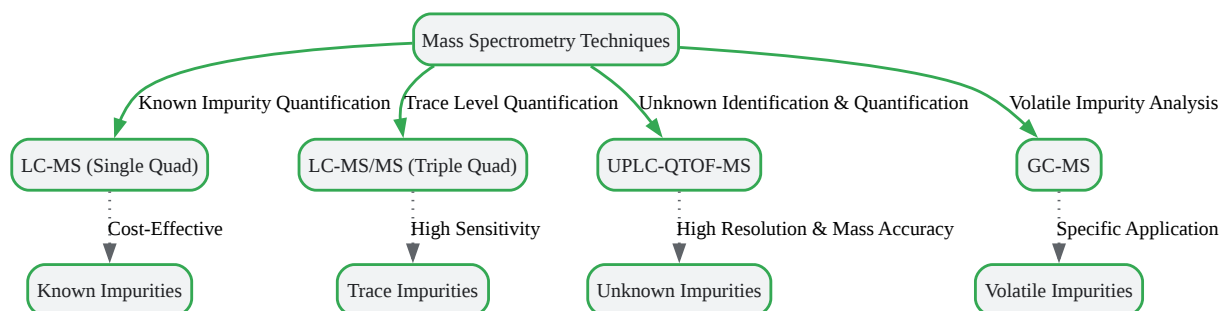 Mass Spectrometry Techniques
Known Impurity Quantification
Trace Level Quantification
Unknown Identification & Quantification
Volatile Impurity Analysis
LC-MS (Single Quad)
LC-MS/MS (Triple Quad)
UPLC-QTOF-MS
GC-MS
Cost-Effective
High Sensitivity
High Resolution & Mass Accuracy
Specific Application
Known Impurities
Trace Impurities
Unknown Impurities
Volatile Impurities